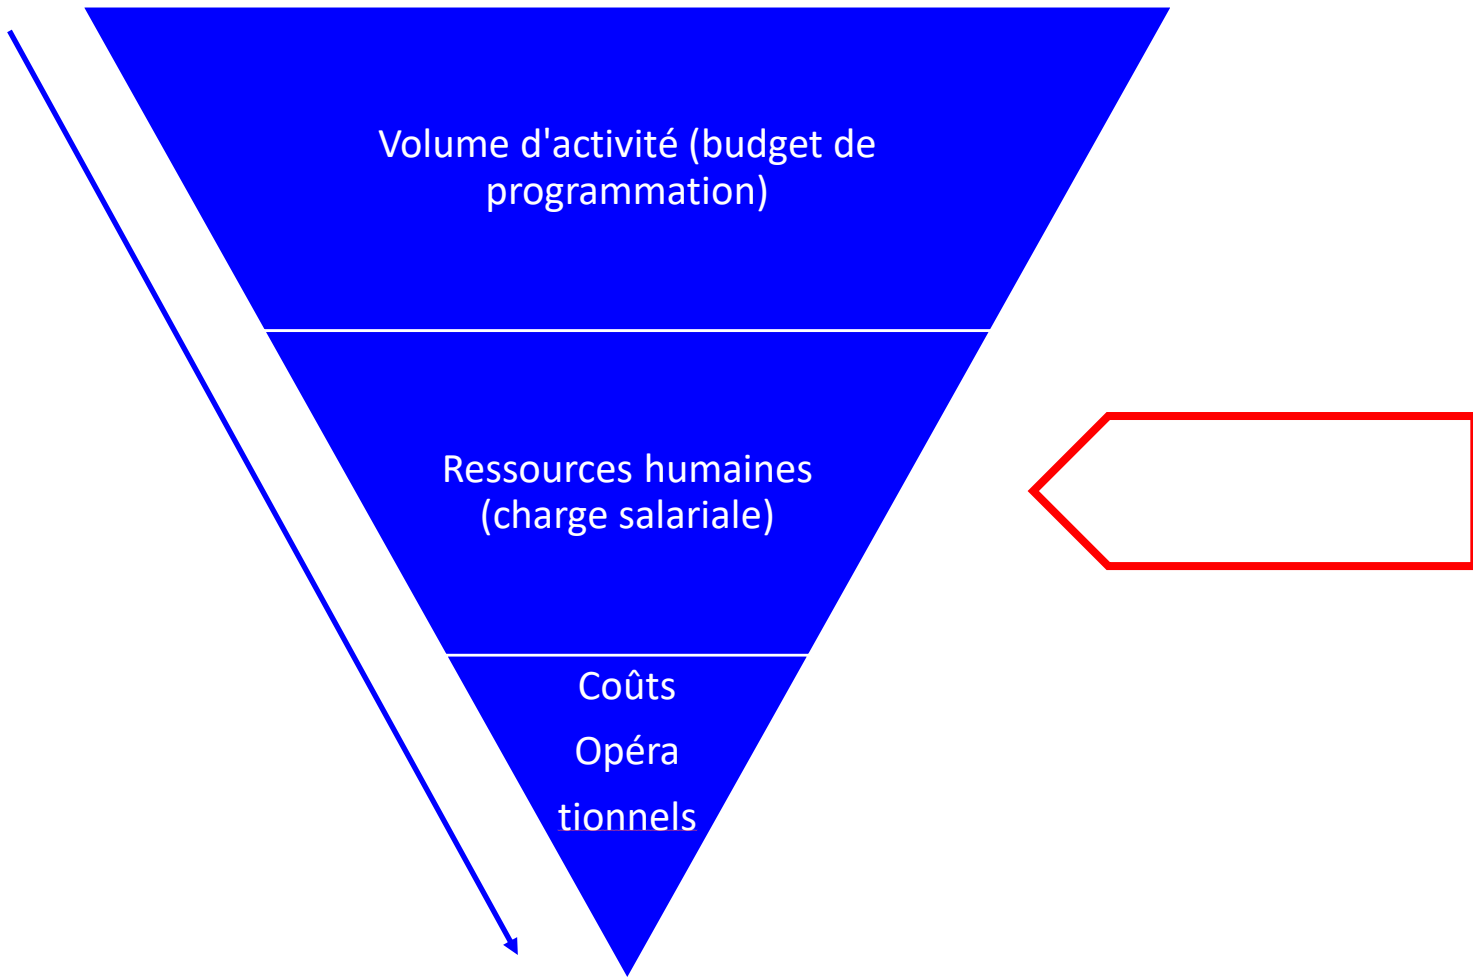 Volume d'activité (budget de
programmation)
Ressources humaines
(charge salariale)
Coûts
Opéra
tionnels